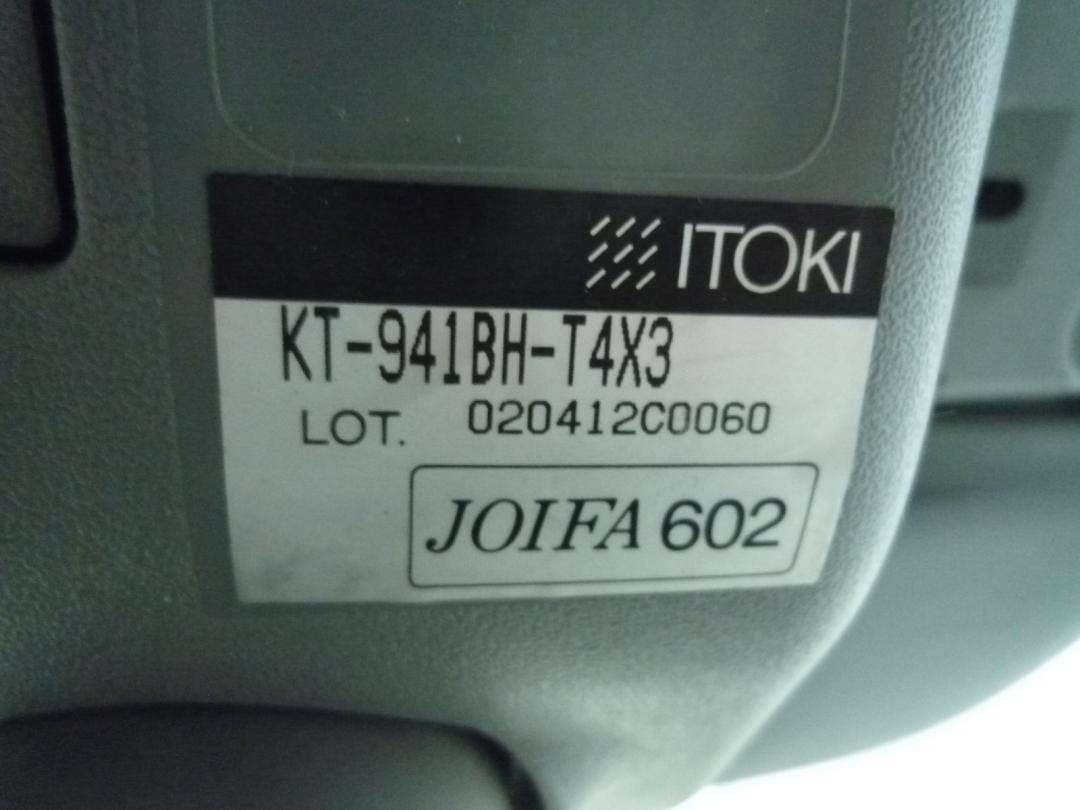 ITOKI
KT-941BH-T4X3
LOT. 020412C0060
JOIFA 602